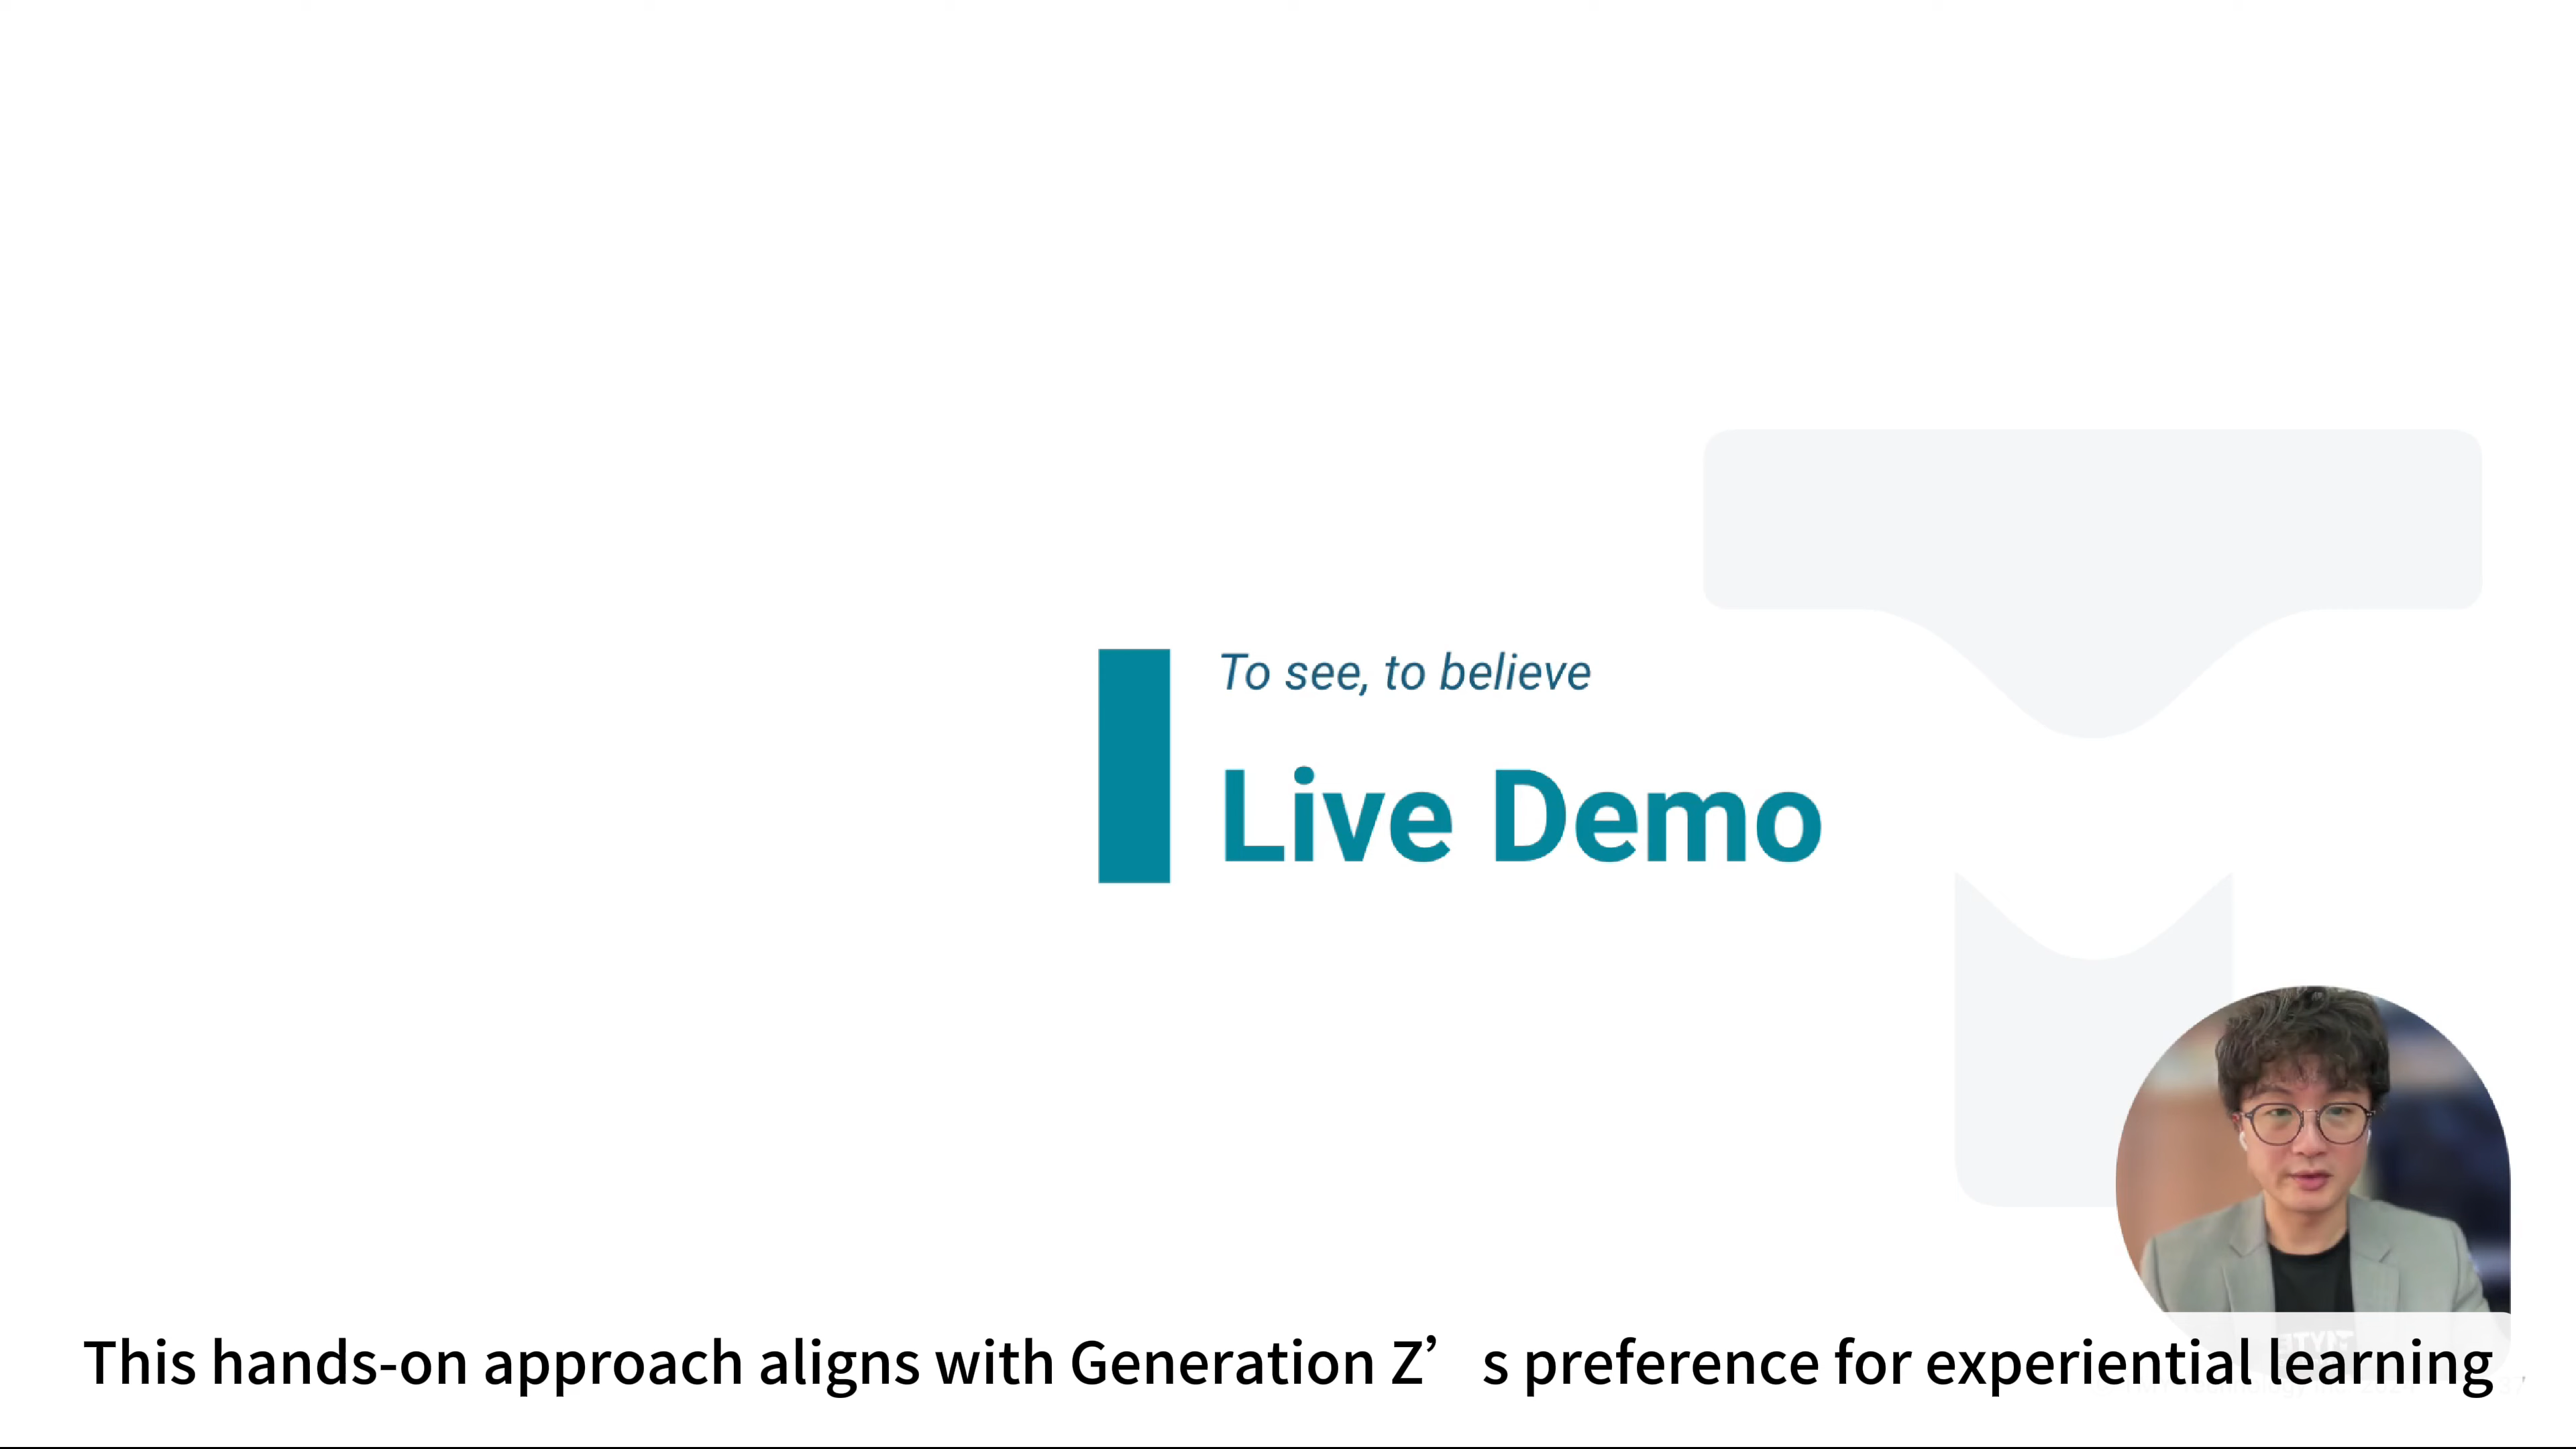 To see, to believe
Live Demo
This hands-on approach aligns with Generation Z’s preference for experiential learning